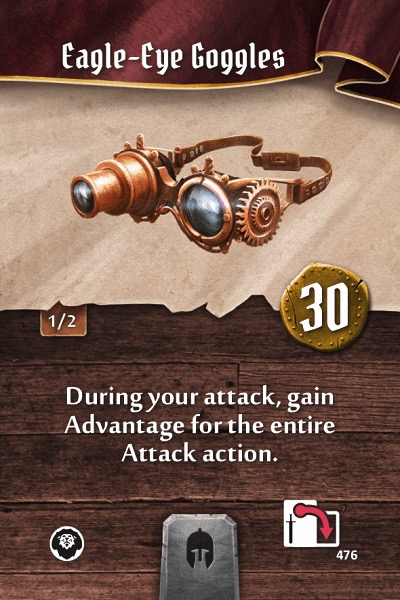 Eagle-Eye Goggles
1/2
30
During your attack, gain
Advantage for the entire
Attack action.
476